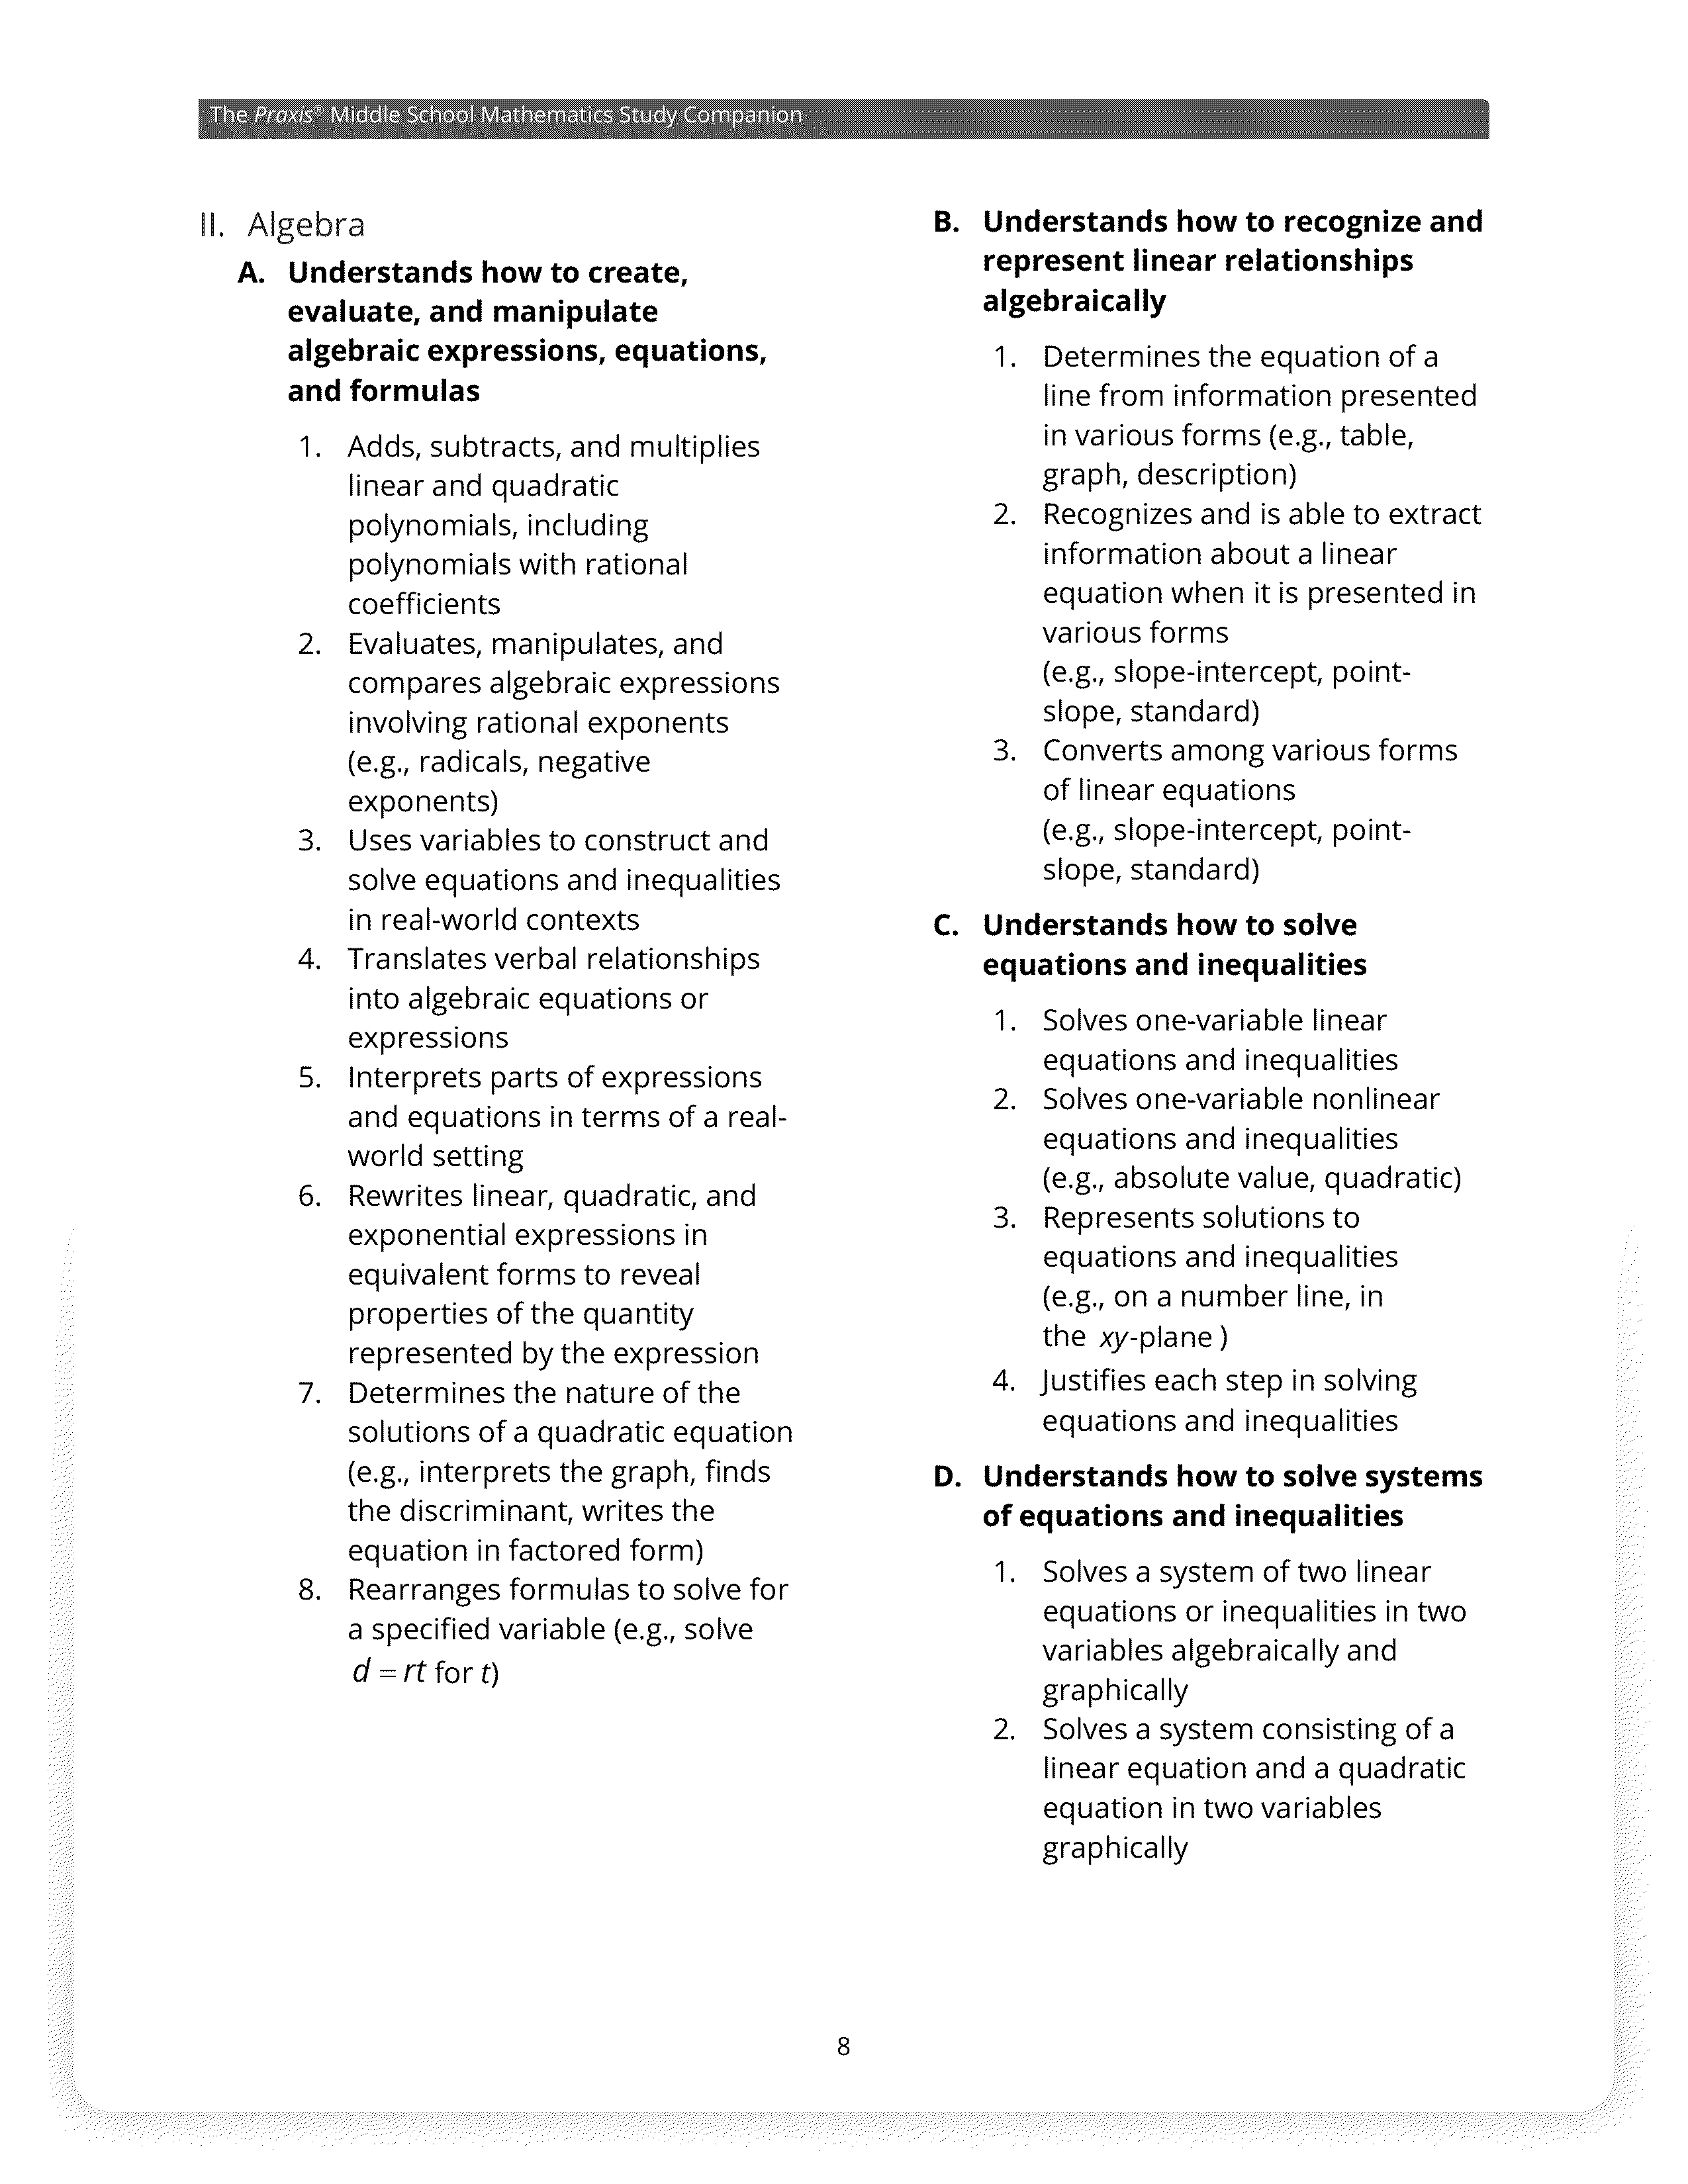 The Praxis® Middle School Mathematics Study Companion
II. Algebra
A. Understands how to create,
evaluate, and manipulate
algebraic expressions, equations,
and formulas
1. Adds, subtracts, and multiplies
linear and quadratic
polynomials, including
polynomials with rational
coefficients
2. Evaluates, manipulates, and
compares algebraic expressions
involving rational exponents
(e.g., radicals, negative
exponents)
3. Uses variables to construct and
solve equations and inequalities
in real-world contexts
4. Translates verbal relationships
into algebraic equations or
expressions
5. Interprets parts of expressions
and equations in terms of a real-
world setting
6. Rewrites linear, quadratic, and
exponential expressions in
equivalent forms to reveal
properties of the quantity
represented by the expression
7. Determines the nature of the
solutions of a quadratic equation
(e.g., interprets the graph, finds
the discriminant, writes the
equation in factored form)
8. Rearranges formulas to solve for
a specified variable (e.g., solve
d = rt for t)
B. Understands how to recognize and
represent linear relationships
algebraically
1. Determines the equation of a
line from information presented
in various forms (e.g., table,
graph, description)
2. Recognizes and is able to extract
information about a linear
equation when it is presented in
various forms
(e.g., slope-intercept, point-
slope, standard)
3. Converts among various forms
of linear equations
(e.g., slope-intercept, point-
slope, standard)
C. Understands how to solve
equations and inequalities
1. Solves one-variable linear
equations and inequalities
2. Solves one-variable nonlinear
equations and inequalities
(e.g., absolute value, quadratic)
3. Represents solutions to
equations and inequalities
(e.g., on a number line, in
the xy-plane )
4. Justifies each step in solving
equations and inequalities
D. Understands how to solve systems
of equations and inequalities
1. Solves a system of two linear
equations or inequalities in two
variables algebraically and
graphically
2. Solves a system consisting of a
linear equation and a quadratic
equation in two variables
graphically
8